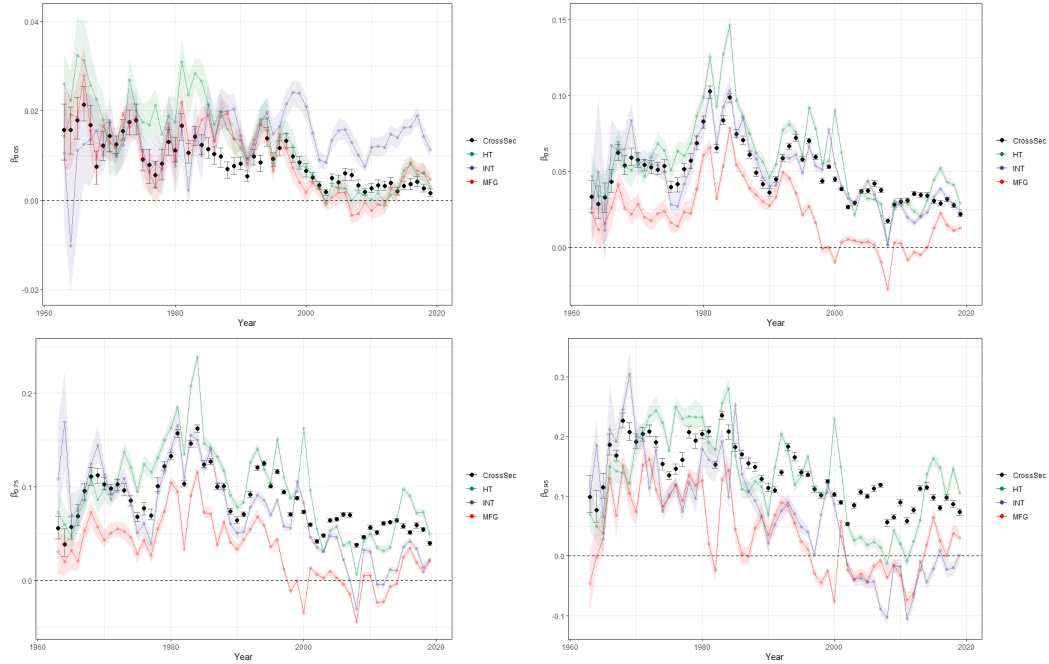 0.04
0.02
0.00
-0.02
β0.05
1960
1980
2000
2020
Year
CrossSec
HT
INT
MFG
0.15
0.10
0.05
0.00
β0.5
1960
1980
2000
2020
Year
CrossSec
HT
INT
MFG
0.2
0.1
0.0
β0.75
1960
1980
2000
2020
Year
CrossSec
HT
INT
MFG
0.3
0.2
0.1
0.0
-0.1
β0.95
1960
1980
2000
2020
Year
CrossSec
HT
INT
MFG